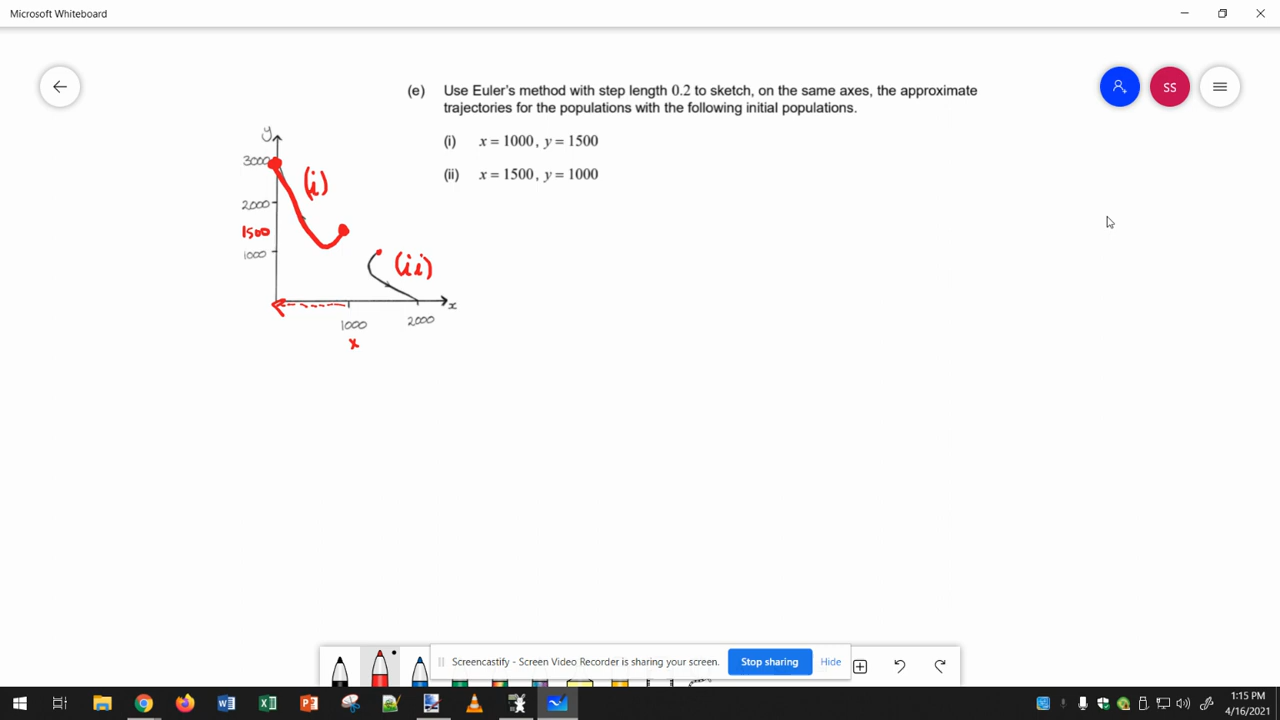 Microsoft Whiteboard
SS
(e) Use Euler's method with step length 0.2 to sketch, on the same axes, the approximate
trajectories for the populations with the following initial populations.
(i) x = 1000, y = 1500
(ii) x = 1500, y = 1000
y
3000
(i)
2000
1500
1000
(ii)
x
1000
2000
x
Screencastify - Screen Video Recorder is sharing your screen.
Stop sharing
Hide
1:15 PM
4/16/2021